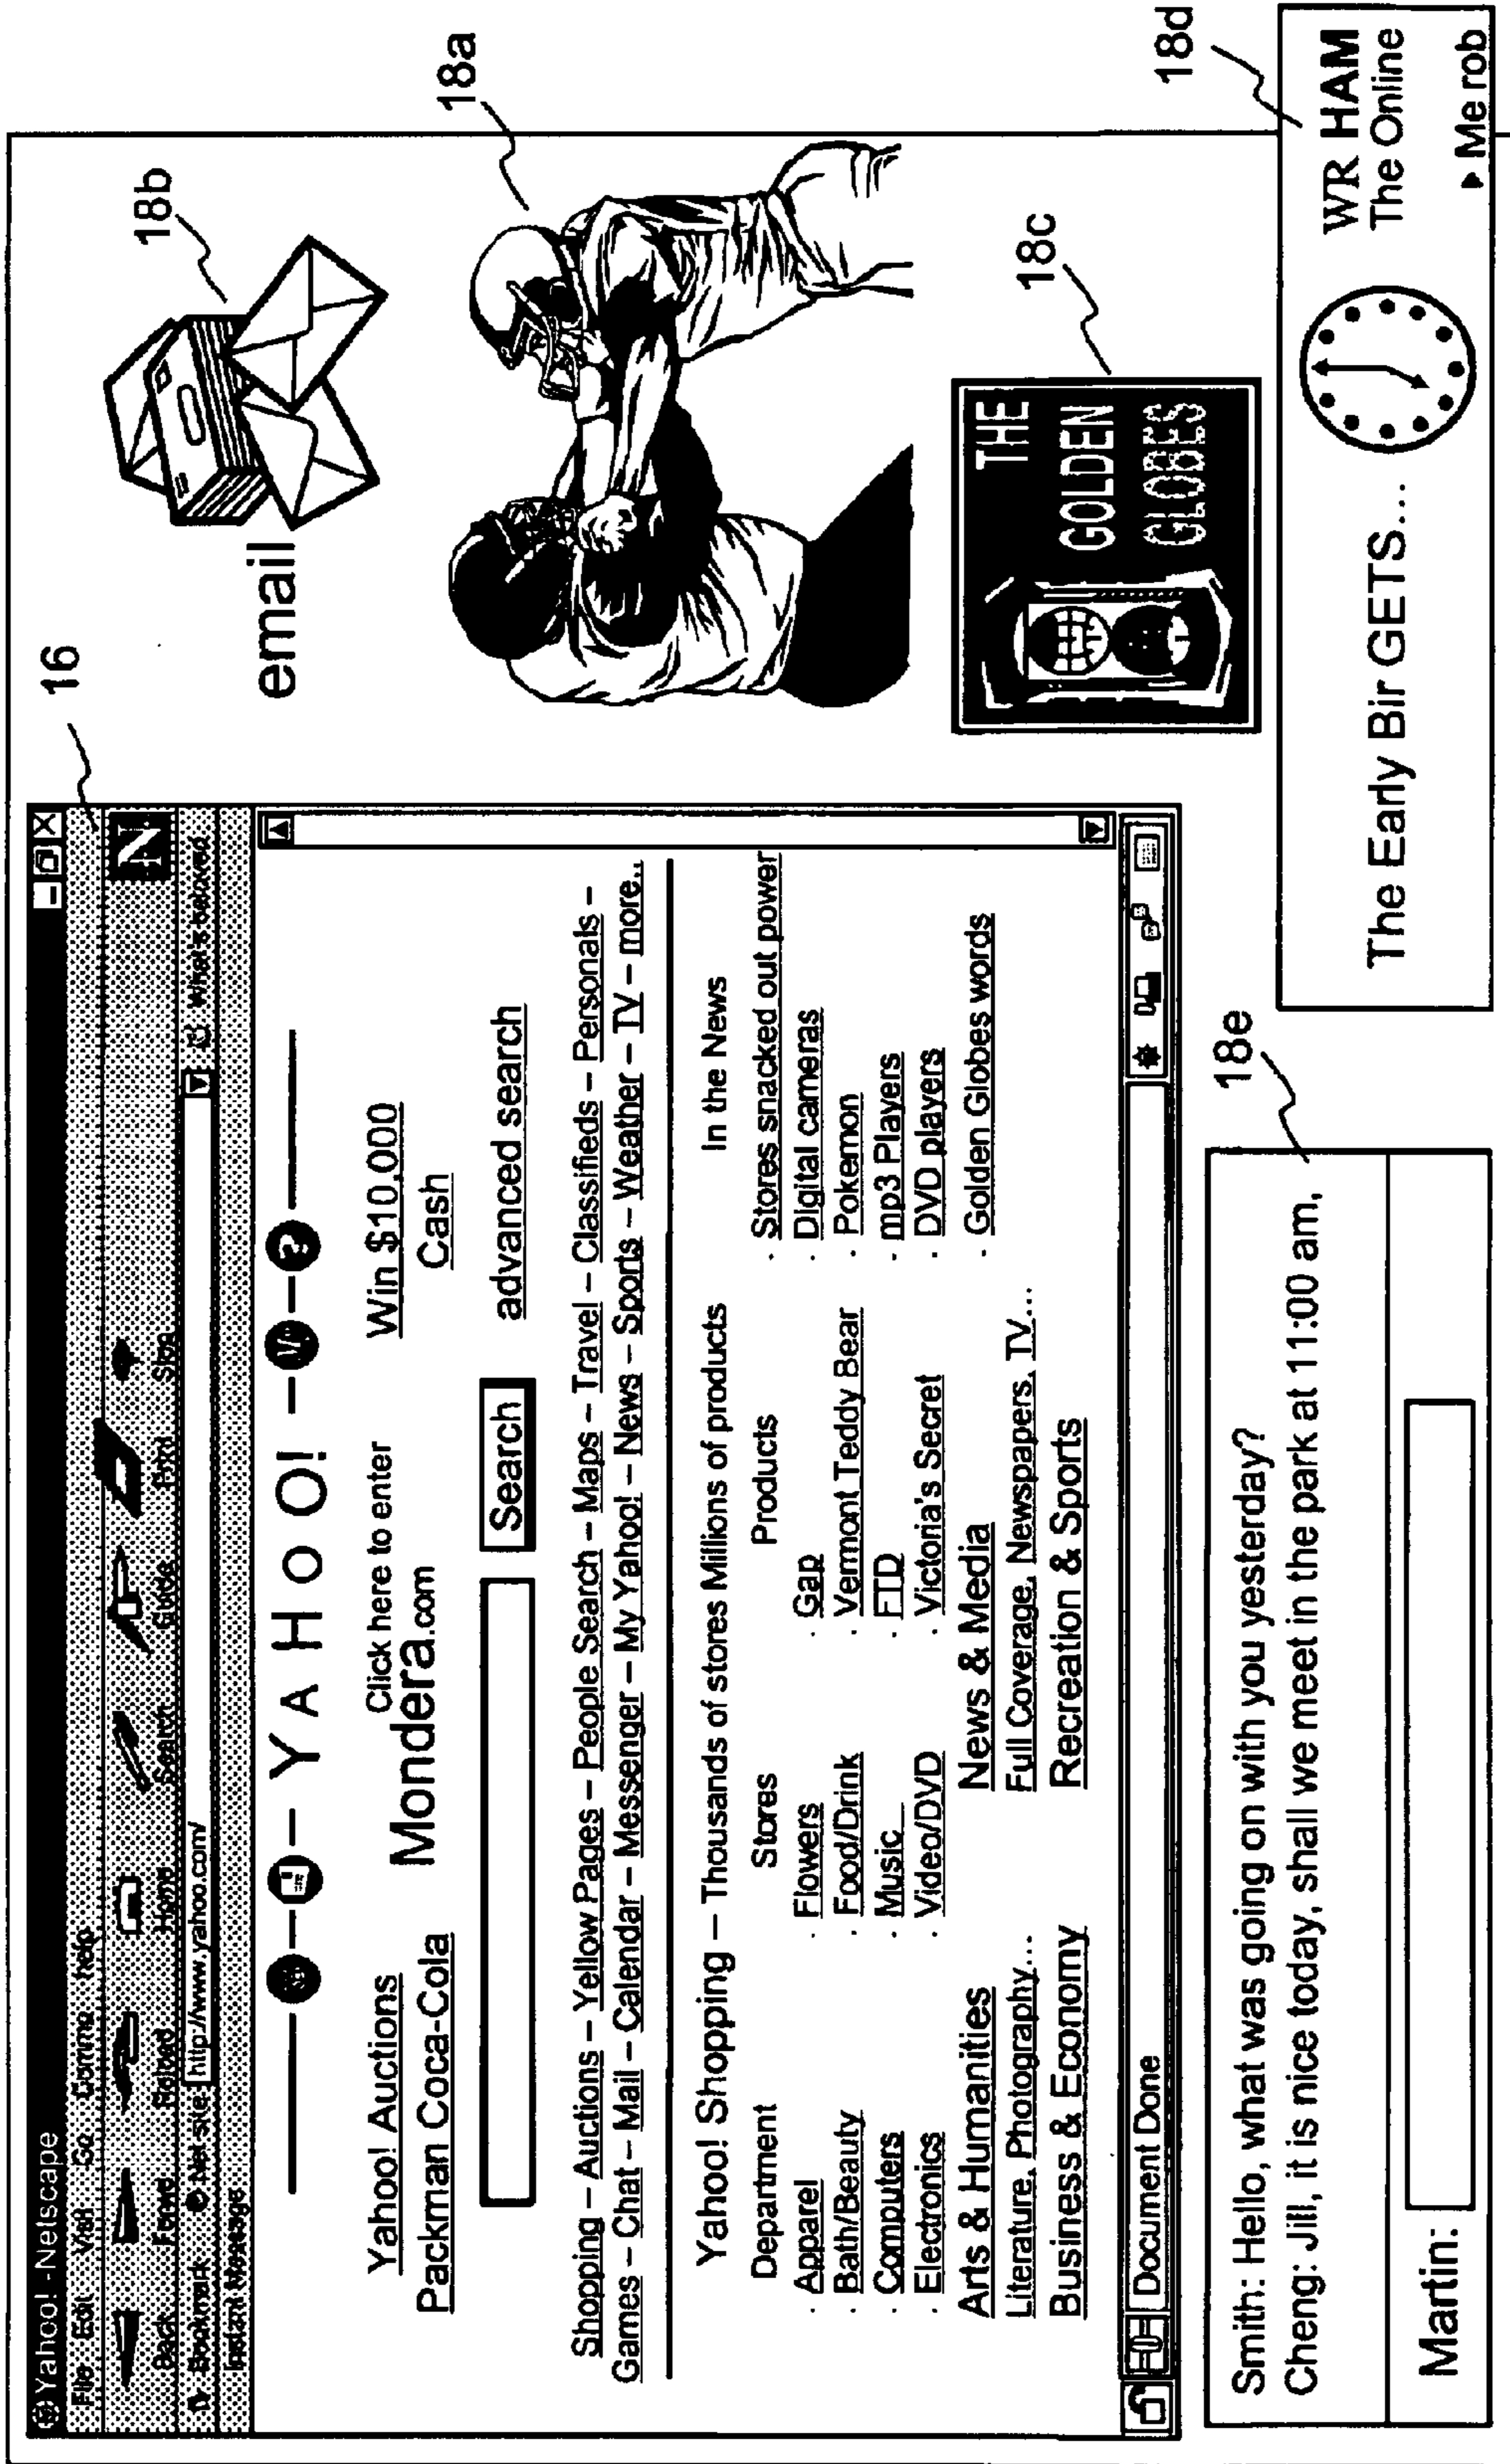 Yahoo! -Netscape
File Edit Go help
Back Reload Home Search Guide Print Stop
Bookmark Net site: http://www.yahoo.com/ What's
Instant Message
— Y A H O O! —
Yahoo! Auctions Click here to enter Win $10,000
Packman Coca-Cola Mondera.com Cash
Search advanced search
Shopping – Auctions – Yellow Pages – People Search – Maps – Travel – Classifieds – Personals –
Games – Chat – Mail – Calendar – Messenger – My Yahoo! – News – Sports – Weather – TV – more..
Yahoo! Shopping – Thousands of stores Millions of products In the News
Department Stores Products · Stores snacked out power
· Apparel · Flowers · Gap · Digital cameras
· Bath/Beauty · Food/Drink · Vermont Teddy Bear · Pokemon
· Computers · Music · FTD · mp3 Players
· Electronics · Video/DVD · Victoria's Secret · DVD players
Arts & Humanities News & Media · Golden Globes words
Literature, Photography... Full Coverage, Newspapers, TV...
Business & Economy Recreation & Sports
Document Done
16
email
18b
18a
THE
GOLDEN
GLOBES
18c
Smith: Hello, what was going on with you yesterday?
Cheng: Jill, it is nice today, shall we meet in the park at 11:00 am,
Martin:
18e
The Early Bir GETS...
WR HAM
The Online
▸ Me rob
18d